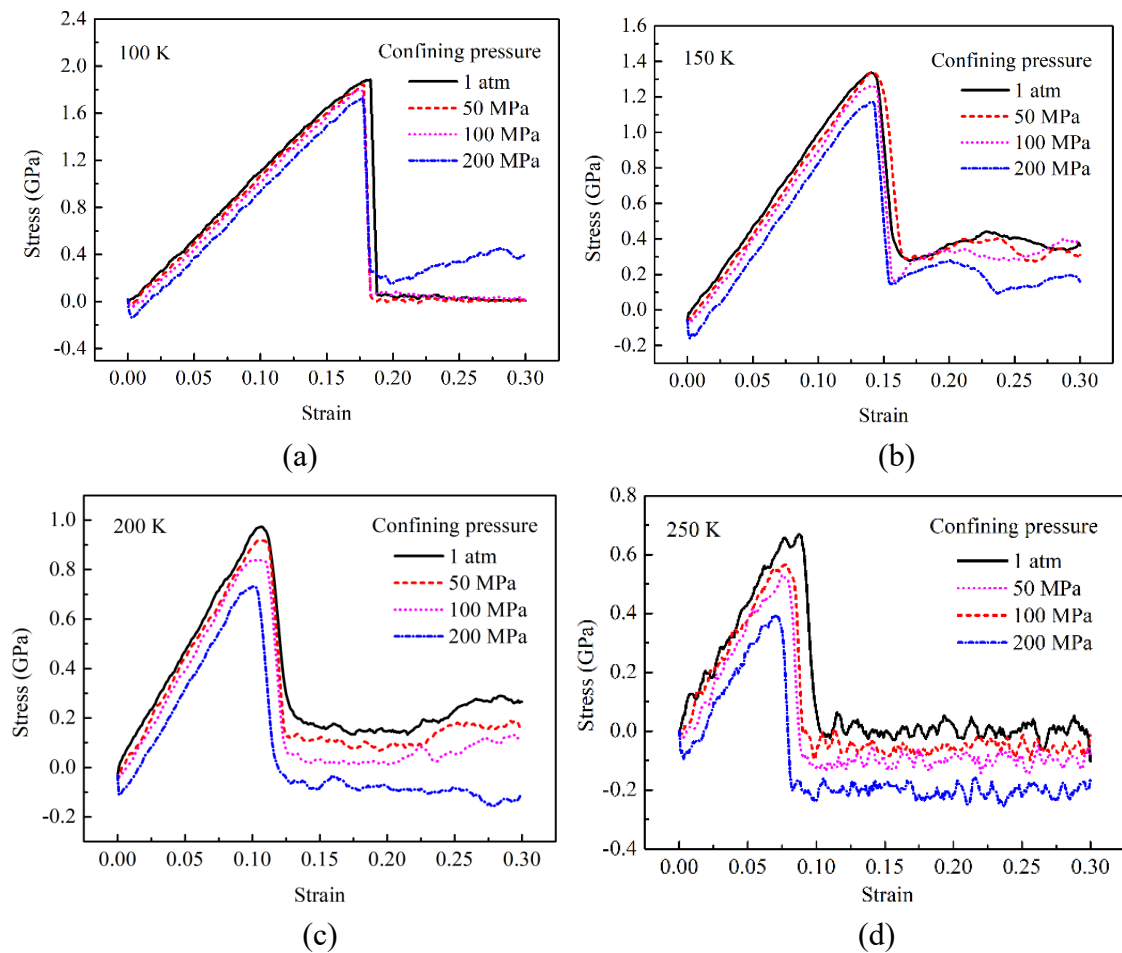 100 K
Confining pressure
1 atm
50 MPa
100 MPa
200 MPa
Stress (GPa)
2.4
2.0
1.6
1.2
0.8
0.4
0.0
-0.4
0.00 0.05 0.10 0.15 0.20 0.25 0.30
Strain
(a)
150 K
Confining pressure
1 atm
50 MPa
100 MPa
200 MPa
Stress (GPa)
1.6
1.4
1.2
1.0
0.8
0.6
0.4
0.2
0.0
-0.2
0.00 0.05 0.10 0.15 0.20 0.25 0.30
Strain
(b)
200 K
Confining pressure
1 atm
50 MPa
100 MPa
200 MPa
Stress (GPa)
1.0
0.8
0.6
0.4
0.2
0.0
-0.2
0.00 0.05 0.10 0.15 0.20 0.25 0.30
Strain
(c)
250 K
Confining pressure
1 atm
50 MPa
100 MPa
200 MPa
Stress (GPa)
0.8
0.6
0.4
0.2
0.0
-0.2
-0.4
0.00 0.05 0.10 0.15 0.20 0.25 0.30
Strain
(d)